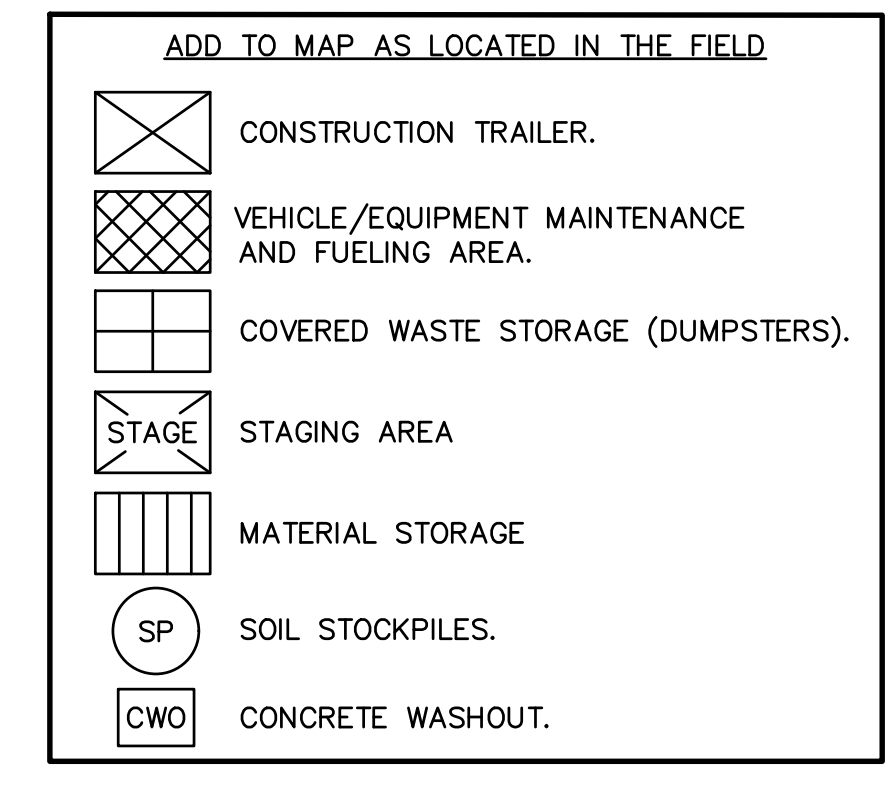 ADD TO MAP AS LOCATED IN THE FIELD
CONSTRUCTION TRAILER.
VEHICLE/EQUIPMENT MAINTENANCE
AND FUELING AREA.
COVERED WASTE STORAGE (DUMPSTERS).
STAGE STAGING AREA
MATERIAL STORAGE
SP SOIL STOCKPILES.
CWO CONCRETE WASHOUT.